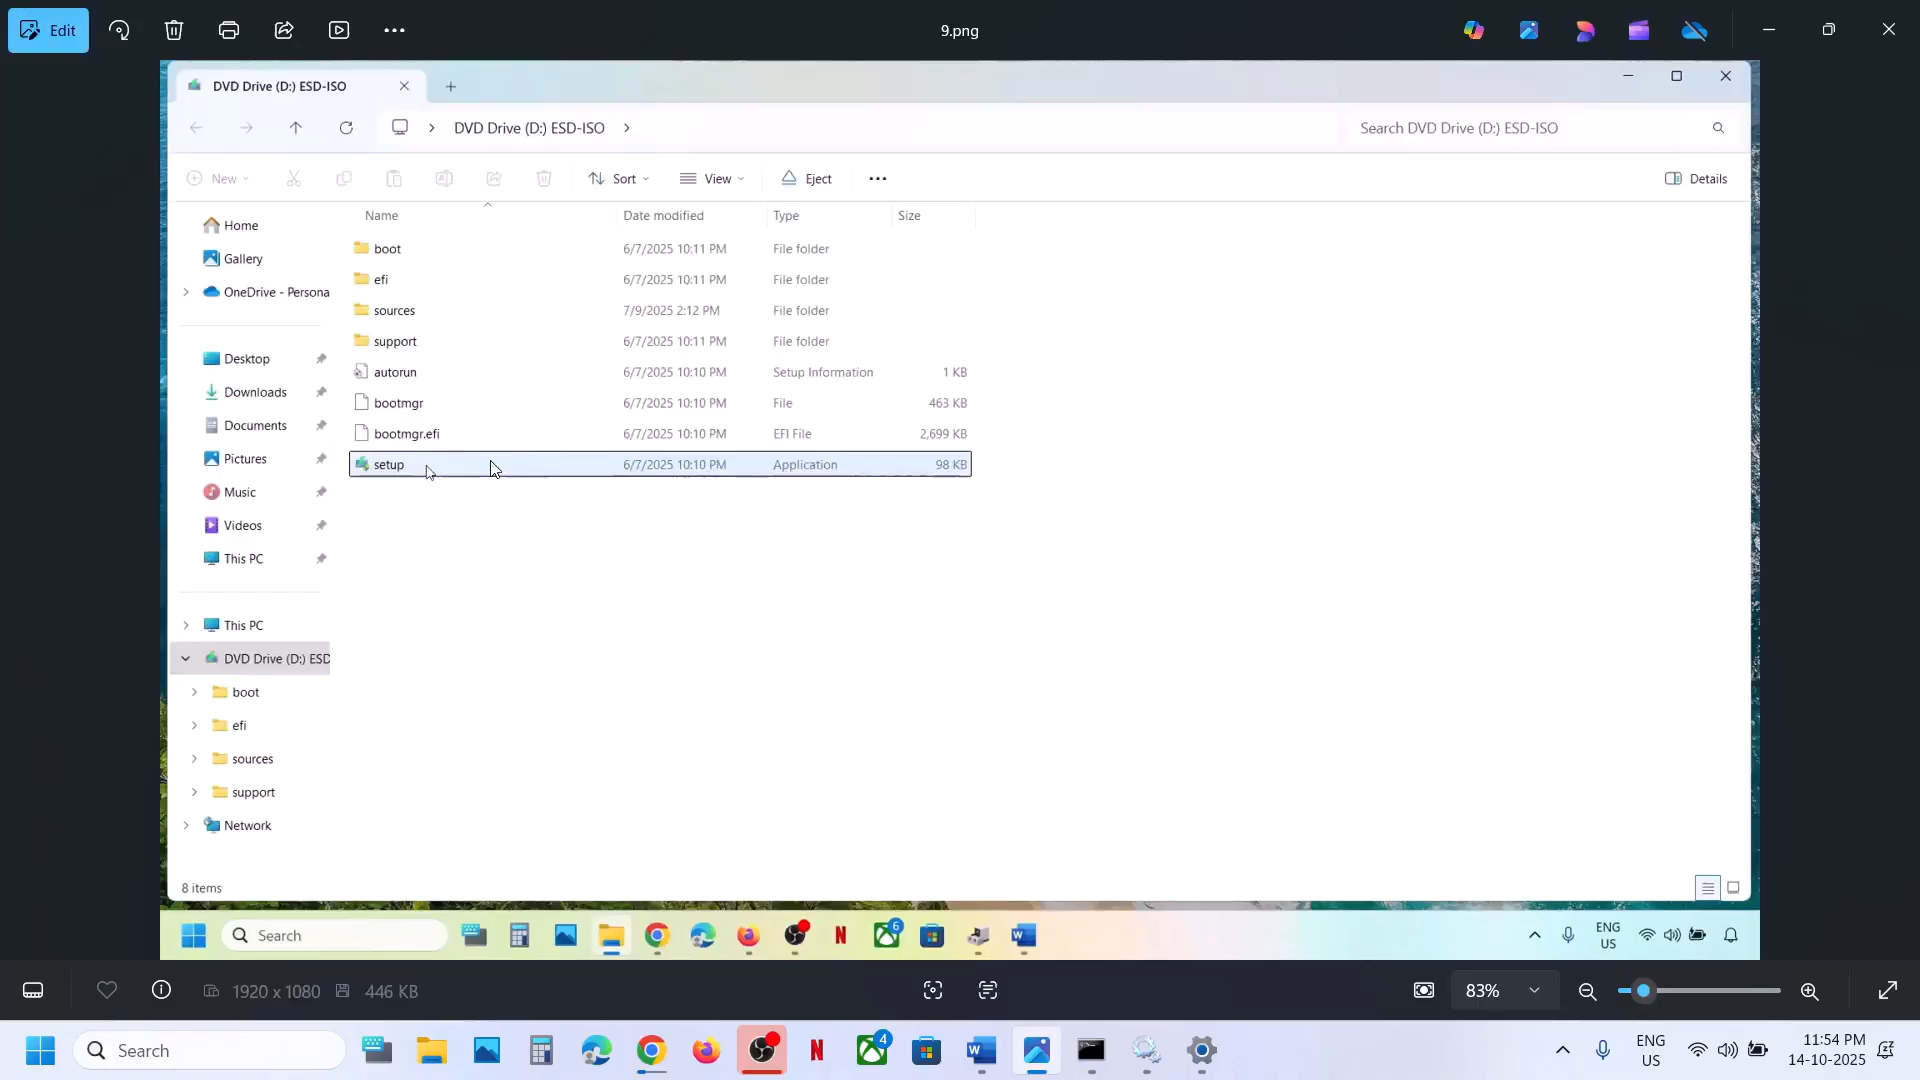 Edit
9.png
DVD Drive (D:) ESD-ISO
DVD Drive (D:) ESD-ISO
Search DVD Drive (D:) ESD-ISO
New
Sort
View
Eject
Details
Name Date modified Type Size
Home
Gallery
OneDrive - Persona
Desktop
Downloads
Documents
Pictures
Music
Videos
This PC
This PC
DVD Drive (D:) ESD
boot
efi
sources
support
Network
boot 6/7/2025 10:11 PM File folder
efi 6/7/2025 10:11 PM File folder
sources 7/9/2025 2:12 PM File folder
support 6/7/2025 10:11 PM File folder
autorun 6/7/2025 10:10 PM Setup Information 1 KB
bootmgr 6/7/2025 10:10 PM File 463 KB
bootmgr.efi 6/7/2025 10:10 PM EFI File 2,699 KB
setup 6/7/2025 10:10 PM Application 98 KB
8 items
Search
6
ENG
US
1920 x 1080
446 KB
83%
Search
4
ENG
US
11:54 PM
14-10-2025